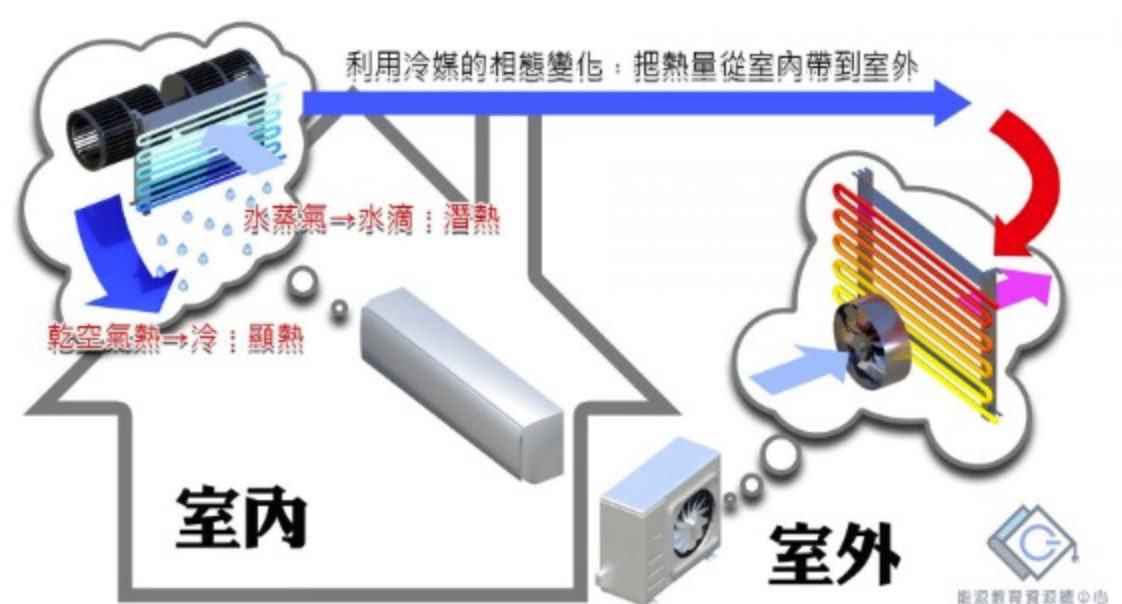 利用冷媒的相態變化：把熱量從室內帶到室外
水蒸氣→水滴：潛熱
乾空氣熱→冷：顯熱
室內
室外
能源教育資源總中心